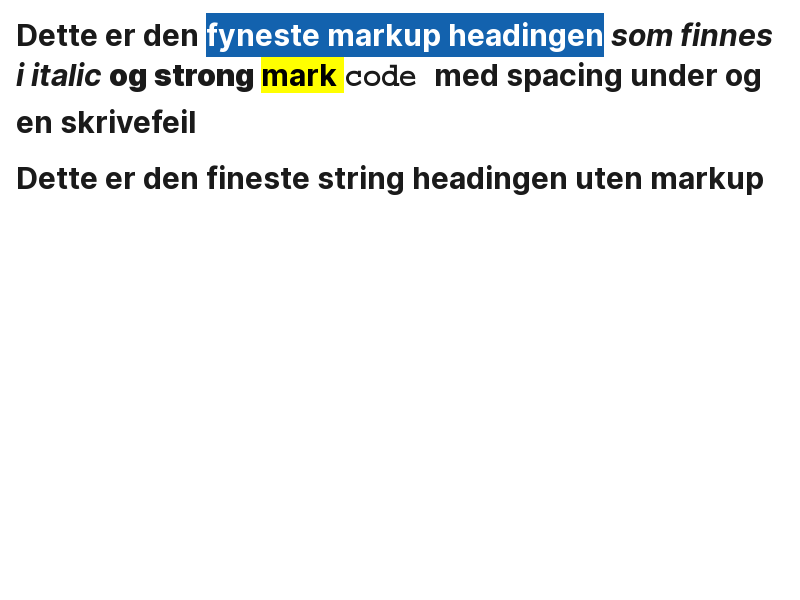 Dette er den fyneste markup headingen som finnes
i italic og strong mark code med spacing under og
en skrivefeil
Dette er den fineste string headingen uten markup